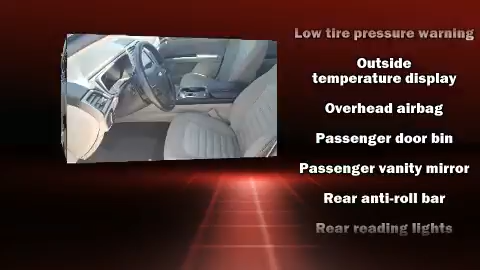 Low tire pressure warning
Outside
temperature display
Overhead airbag
Passenger door bin
Passenger vanity mirror
Rear anti-roll bar
Rear reading lights